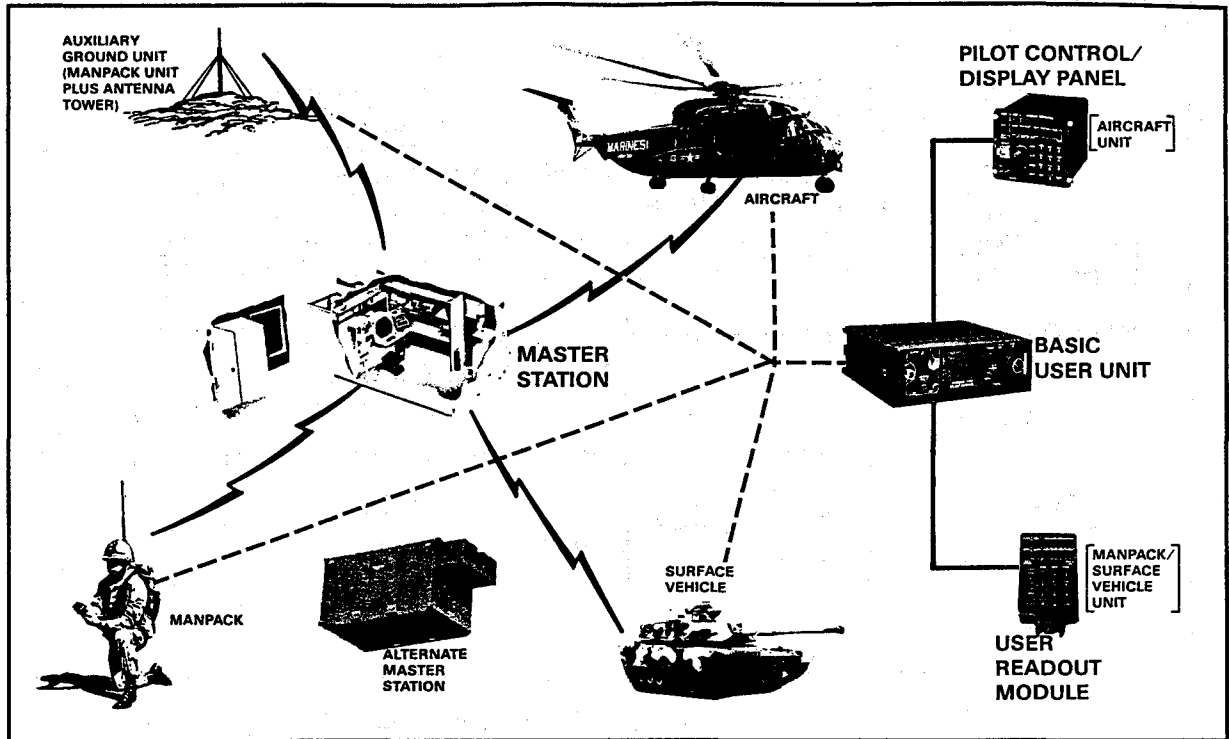 AUXILIARY
GROUND UNIT
(MANPACK UNIT
PLUS ANTENNA
TOWER)
MARINES
AIRCRAFT
PILOT CONTROL/
DISPLAY PANEL
[AIRCRAFT
UNIT]
MASTER
STATION
BASIC
USER UNIT
MANPACK
ALTERNATE
MASTER
STATION
SURFACE
VEHICLE
[MANPACK/
SURFACE
VEHICLE
UNIT]
USER
READOUT
MODULE